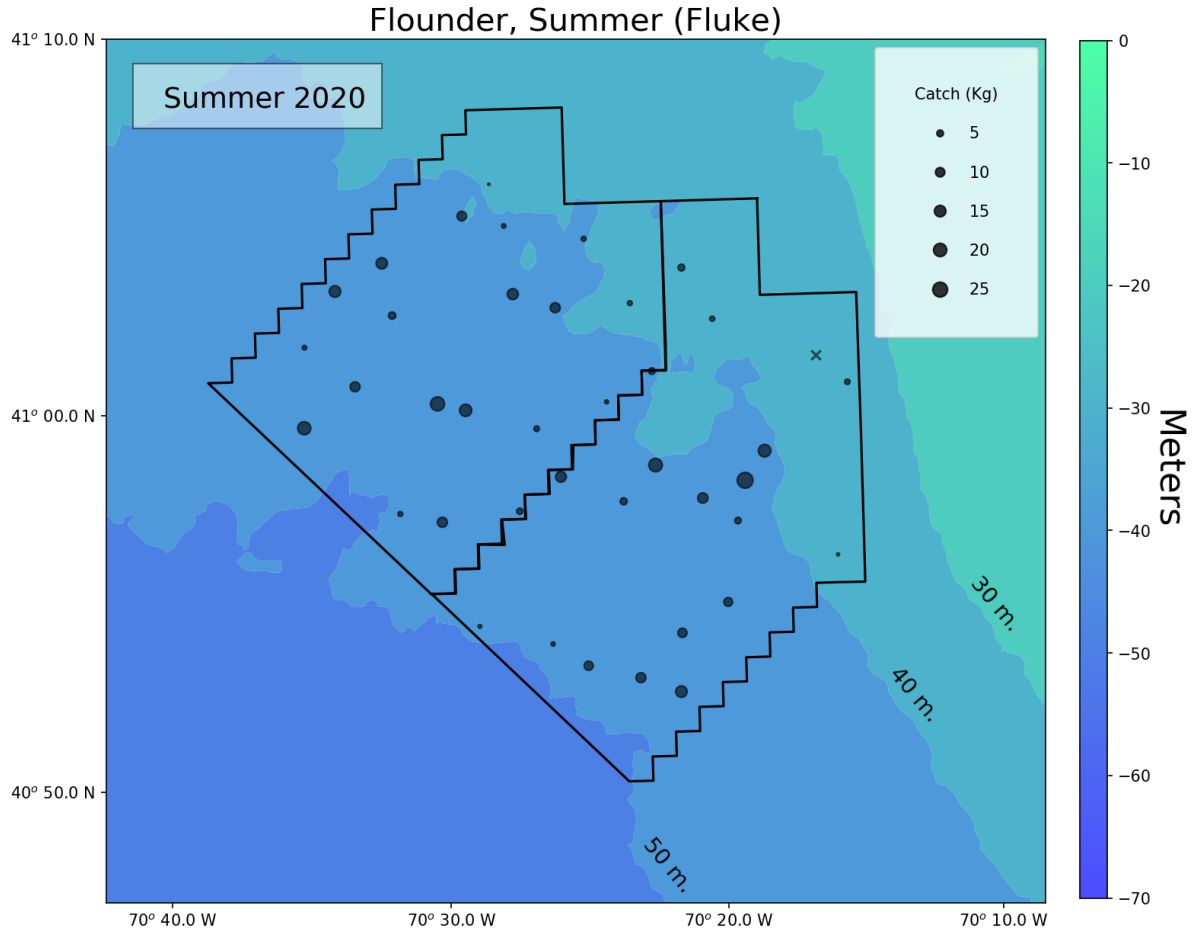 Flounder, Summer (Fluke)
41° 10.0 N
Summer 2020
Catch (Kg)
5
10
15
20
25
41° 00.0 N
40° 50.0 N
30 m.
40 m.
50 m.
70° 40.0 W
70° 30.0 W
70° 20.0 W
70° 10.0 W
0
−10
−20
−30
−40
−50
−60
−70
Meters